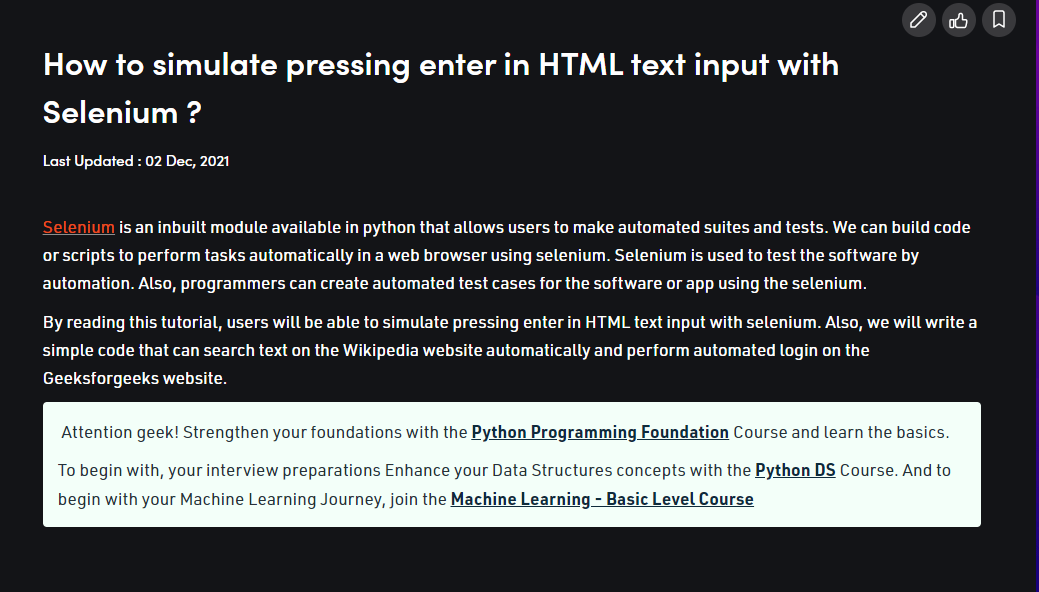 How to simulate pressing enter in HTML text input with
Selenium ?
Last Updated : 02 Dec, 2021
Selenium is an inbuilt module available in python that allows users to make automated suites and tests. We can build code
or scripts to perform tasks automatically in a web browser using selenium. Selenium is used to test the software by
automation. Also, programmers can create automated test cases for the software or app using the selenium.
By reading this tutorial, users will be able to simulate pressing enter in HTML text input with selenium. Also, we will write a
simple code that can search text on the Wikipedia website automatically and perform automated login on the
Geeksforgeeks website.
Attention geek! Strengthen your foundations with the Python Programming Foundation Course and learn the basics.
To begin with, your interview preparations Enhance your Data Structures concepts with the Python DS Course. And to
begin with your Machine Learning Journey, join the Machine Learning - Basic Level Course